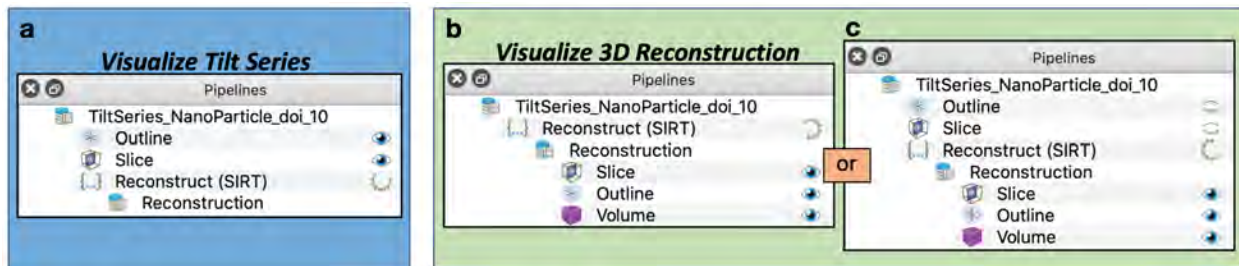 a
Visualize Tilt Series
Pipelines
TiltSeries_NanoParticle_doi_10
Outline
Slice
Reconstruct (SIRT)
Reconstruction
b
Visualize 3D Reconstruction
Pipelines
TiltSeries_NanoParticle_doi_10
Reconstruct (SIRT)
Reconstruction
Slice
Outline
Volume
or
c
Pipelines
TiltSeries_NanoParticle_doi_10
Outline
Slice
Reconstruct (SIRT)
Reconstruction
Slice
Outline
Volume